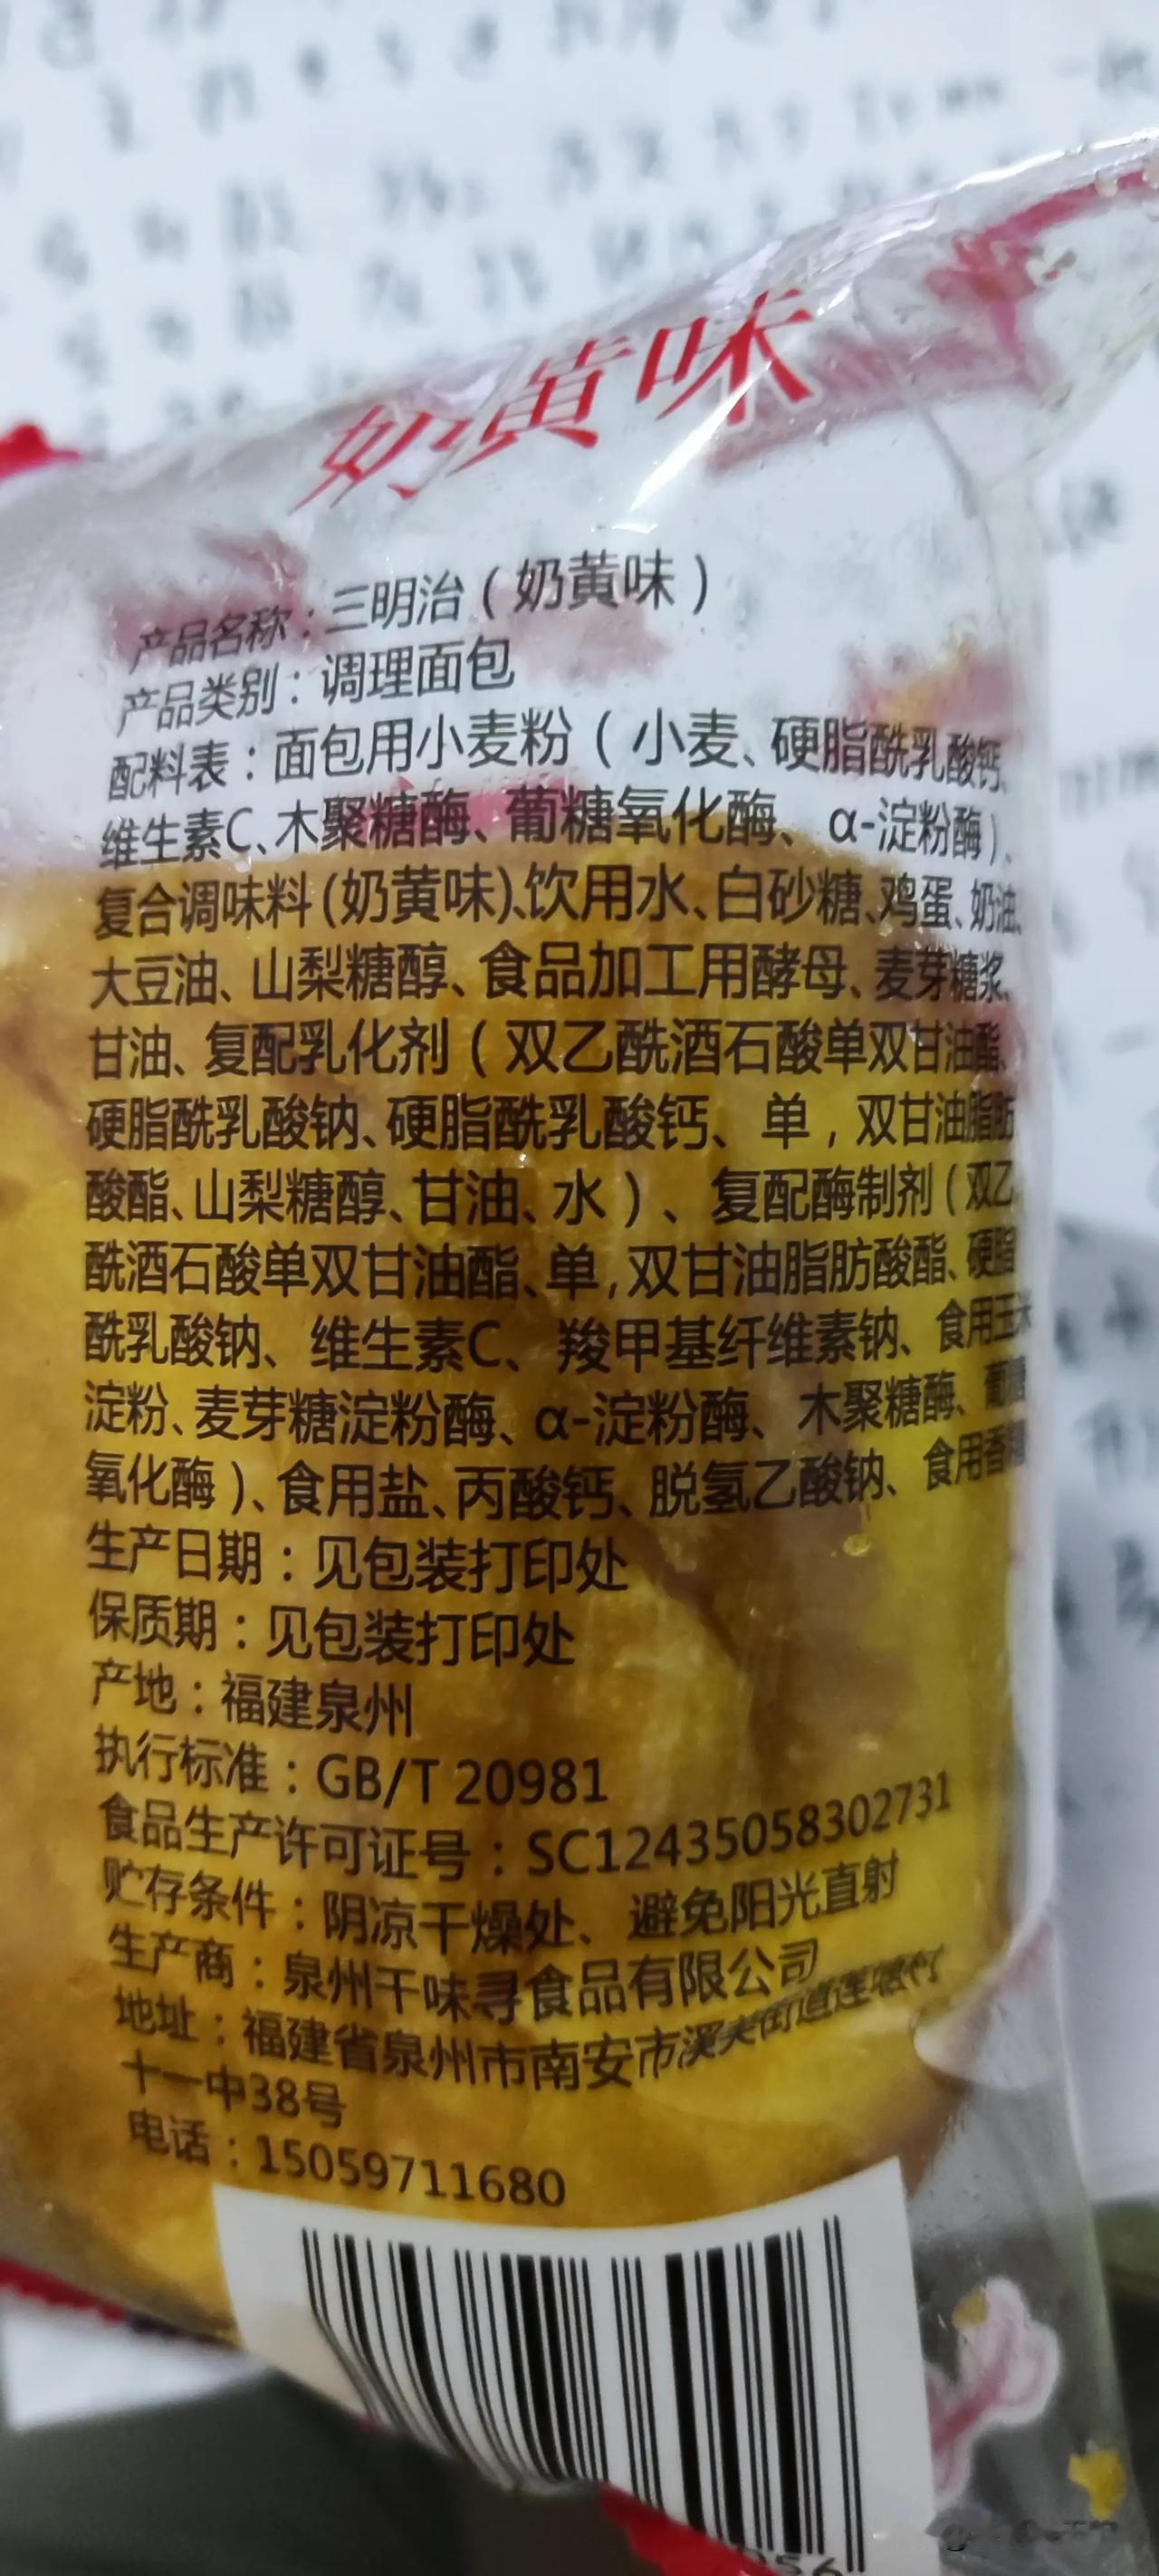 奶黄味
产品名称：三明治（奶黄味）
产品类别：调理面包
配料表：面包用小麦粉（小麦、硬脂酰乳酸钙、
维生素C、木聚糖酶、葡糖氧化酶、α-淀粉酶）、
复合调味料(奶黄味)、饮用水、白砂糖、鸡蛋、奶油、
大豆油、山梨糖醇、食品加工用酵母、麦芽糖浆、
甘油、复配乳化剂（双乙酰酒石酸单双甘油酯、
硬脂酰乳酸钠、硬脂酰乳酸钙、单，双甘油脂肪
酸酯、山梨糖醇、甘油、水）、复配酶制剂（双乙
酰酒石酸单双甘油酯、单,双甘油脂肪酸酯、硬脂
酰乳酸钠、维生素C、羧甲基纤维素钠、食用玉米
淀粉、麦芽糖淀粉酶、α-淀粉酶、木聚糖酶、葡糖
氧化酶）、食用盐、丙酸钙、脱氢乙酸钠、食用香精
生产日期：见包装打印处
保质期：见包装打印处
产地：福建泉州
执行标准：GB/T 20981
食品生产许可证号：SC12435058302731
贮存条件：阴凉干燥处、避免阳光直射
生产商：泉州千味寻食品有限公司
地址：福建省泉州市南安市溪美街道莲塘村
十一中38号
电话：15059711680